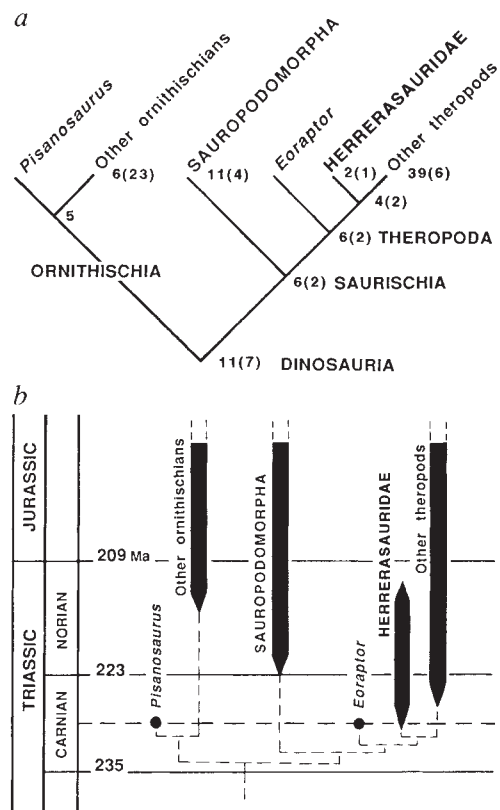 a
Pisanosaurus
Other ornithischians
SAUROPODOMORPHA
Eoraptor
HERRERASAURIDAE
Other theropods
6(23)
11(4)
2(1)
39(6)
5
4(2)
6(2) THEROPODA
ORNITHISCHIA
6(2) SAURISCHIA
11(7) DINOSAURIA
b
JURASSIC
TRIASSIC
NORIAN
CARNIAN
209 Ma
223
235
Pisanosaurus
Other ornithischians
SAUROPODOMORPHA
Eoraptor
HERRERASAURIDAE
Other theropods